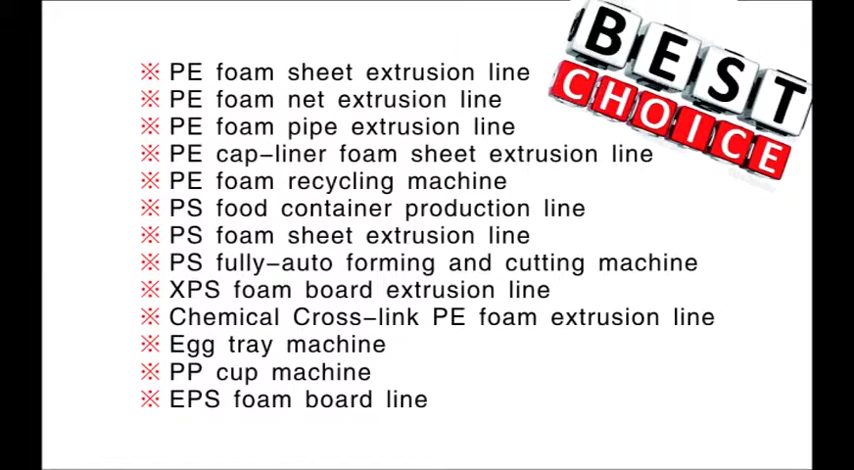 BEST
CHOICE
※ PE foam sheet extrusion line
※ PE foam net extrusion line
※ PE foam pipe extrusion line
※ PE cap-liner foam sheet extrusion line
※ PE foam recycling machine
※ PS food container production line
※ PS foam sheet extrusion line
※ PS fully-auto forming and cutting machine
※ XPS foam board extrusion line
※ Chemical Cross-link PE foam extrusion line
※ Egg tray machine
※ PP cup machine
※ EPS foam board line